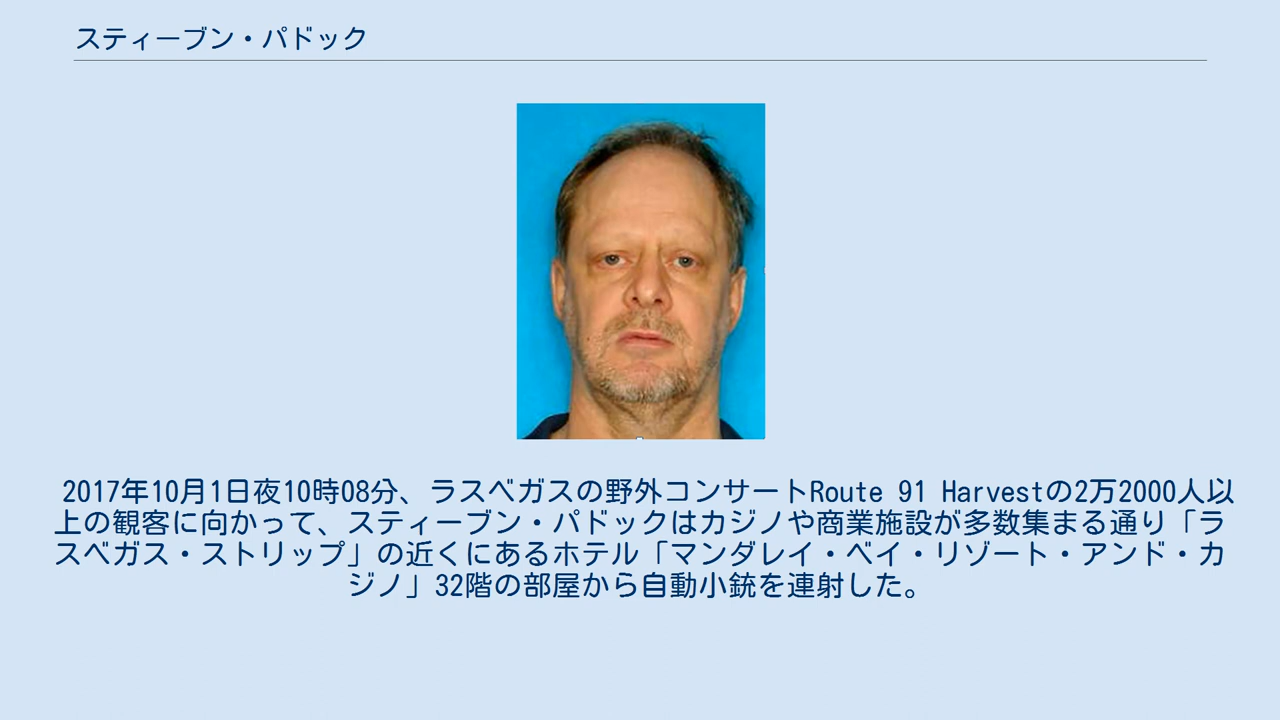 スティーブン・パドック
2017年10月1日夜10時08分、ラスベガスの野外コンサートRoute 91 Harvestの2万2000人以
上の観客に向かって、スティーブン・パドックはカジノや商業施設が多数集まる通り「ラ
スベガス・ストリップ」の近くにあるホテル「マンダレイ・ベイ・リゾート・アンド・カ
ジノ」32階の部屋から自動小銃を連射した。